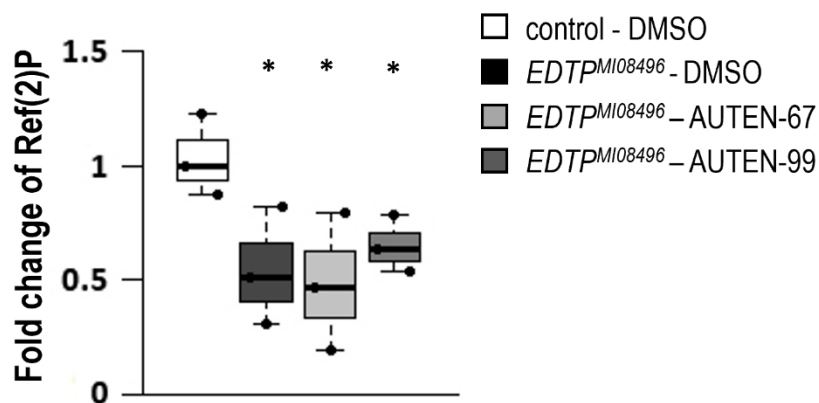 control - DMSO
EDTP^MI08496 - DMSO
EDTP^MI08496 – AUTEN-67
EDTP^MI08496 – AUTEN-99
Fold change of Ref(2)P
1.5
1
0.5
0
* * *